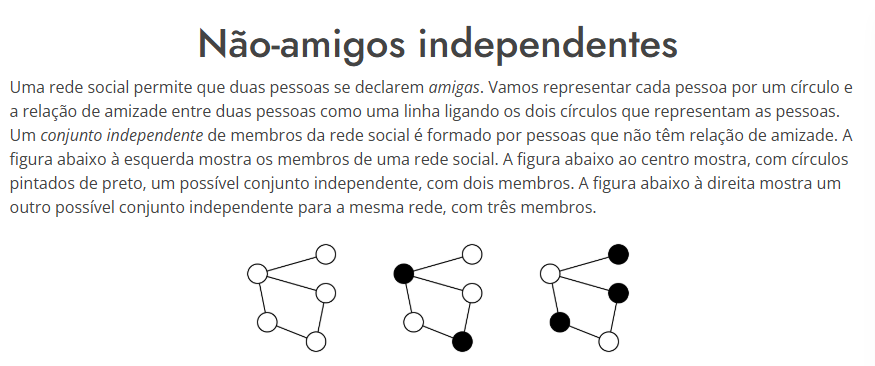 Não-amigos independentes
Uma rede social permite que duas pessoas se declarem amigas. Vamos representar cada pessoa por um círculo e
a relação de amizade entre duas pessoas como uma linha ligando os dois círculos que representam as pessoas.
Um conjunto independente de membros da rede social é formado por pessoas que não têm relação de amizade. A
figura abaixo à esquerda mostra os membros de uma rede social. A figura abaixo ao centro mostra, com círculos
pintados de preto, um possível conjunto independente, com dois membros. A figura abaixo à direita mostra um
outro possível conjunto independente para a mesma rede, com três membros.